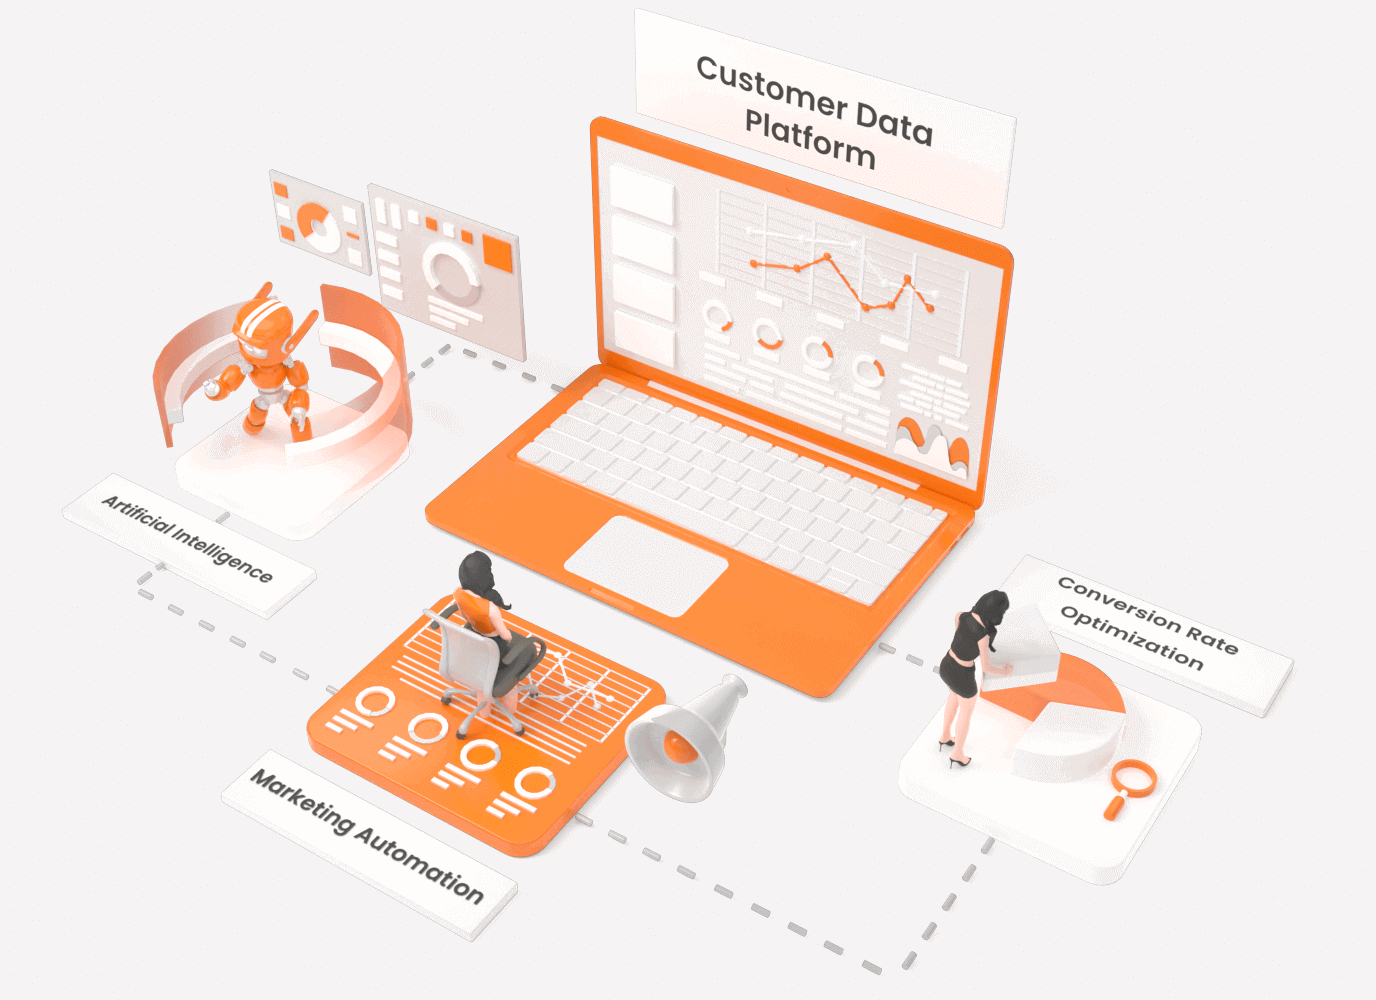 Customer Data
Platform
Artificial Intelligence
Conversion Rate
Optimization
Marketing Automation